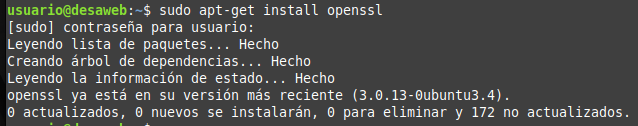 usuario@desaweb:~$ sudo apt-get install openssl
[sudo] contraseña para usuario:
Leyendo lista de paquetes... Hecho
Creando árbol de dependencias... Hecho
Leyendo la información de estado... Hecho
openssl ya está en su versión más reciente (3.0.13-0ubuntu3.4).
0 actualizados, 0 nuevos se instalarán, 0 para eliminar y 172 no actualizados.